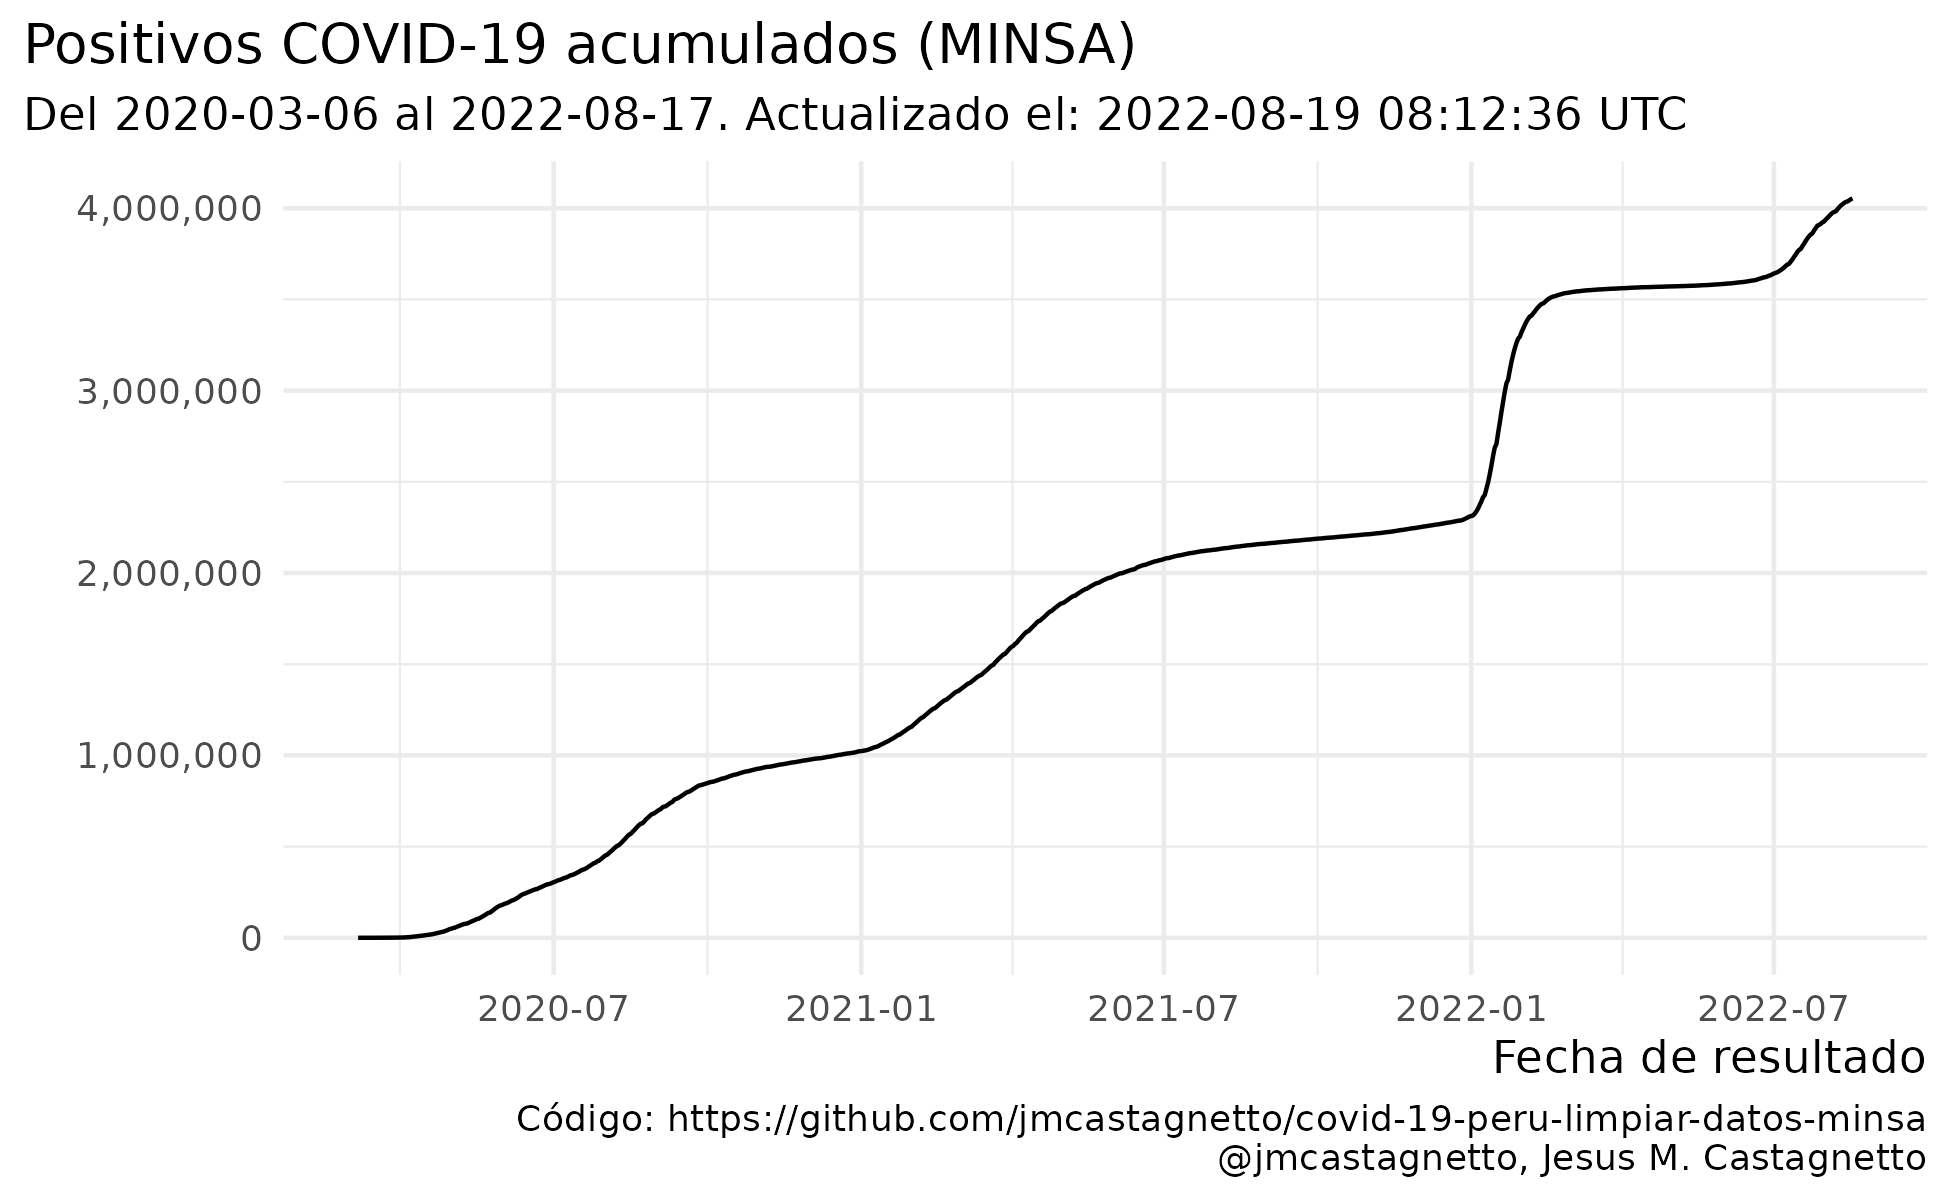 Positivos COVID-19 acumulados (MINSA)
Del 2020-03-06 al 2022-08-17. Actualizado el: 2022-08-19 08:12:36 UTC
4,000,000
3,000,000
2,000,000
1,000,000
0
2020-07 2021-01 2021-07 2022-01 2022-07
Fecha de resultado
Código: https://github.com/jmcastagnetto/covid-19-peru-limpiar-datos-minsa
@jmcastagnetto, Jesus M. Castagnetto